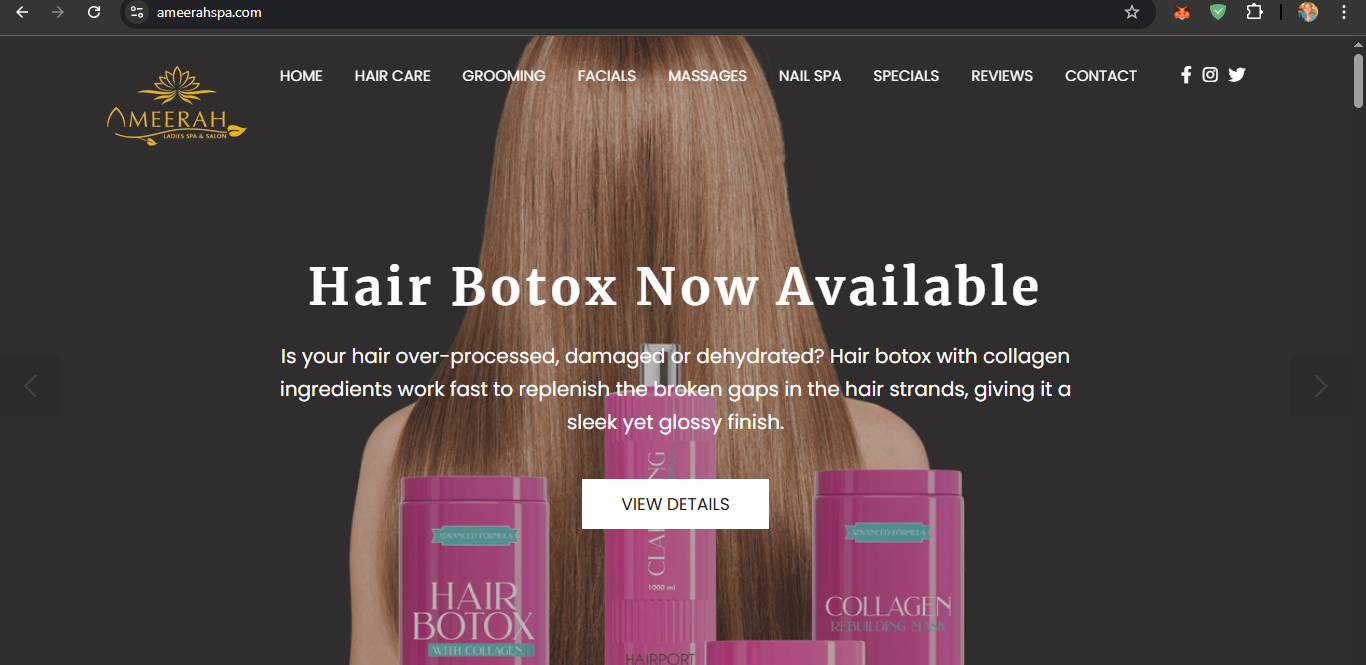 ameerahspa.com
AMEERAH
LADIES SPA & SALON
HOME HAIR CARE GROOMING FACIALS MASSAGES NAIL SPA SPECIALS REVIEWS CONTACT
Hair Botox Now Available
Is your hair over-processed, damaged or dehydrated? Hair botox with collagen
ingredients work fast to replenish the broken gaps in the hair strands, giving it a
sleek yet glossy finish.
VIEW DETAILS
ADVANCED FORMULA
HAIR
BOTOX
WITH COLLAGEN
1000 ml
HAIRPORT
ADVANCED FORMULA
COLLAGEN
REBUILDING MASK